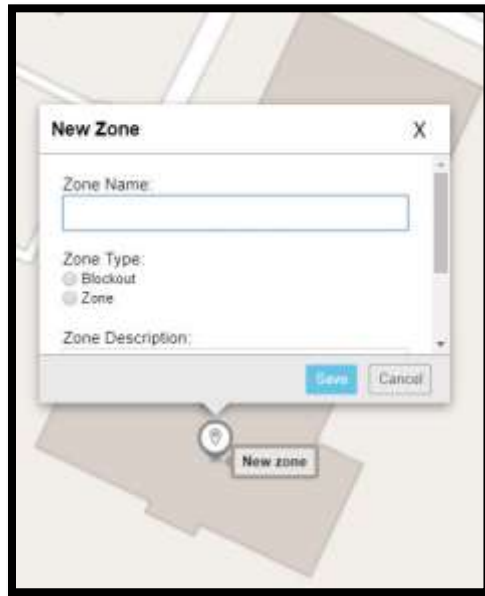 New Zone
X
Zone Name:
Zone Type:
Blockout
Zone
Zone Description:
Save
Cancel
New zone